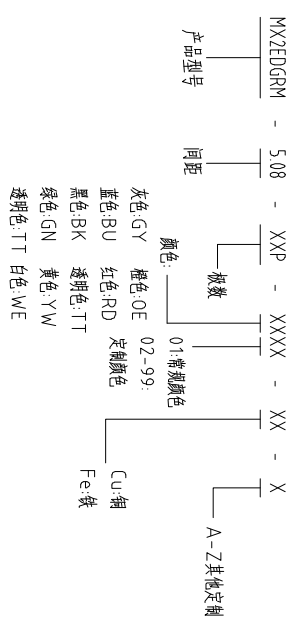 MX2EDGRM - 5.08 - XXP - XXXX - XX - X
产品型号
间距
极数
颜色:
灰色:GY 橙色:OE
蓝色:BU 红色:RD
黑色:BK 透明色:TT
绿色:GN 黄色:YW
透明色:TT 白色:WE
01:常规颜色
02-99:
定制颜色
Cu:铜
Fe:铁
A-Z其他定制